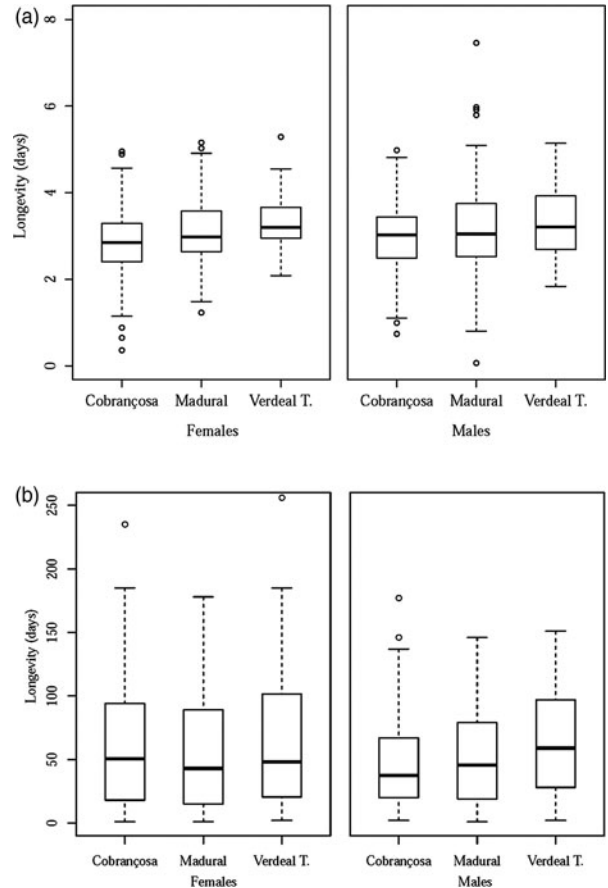 (a)
8
6
4
2
0
Longevity (days)
Cobrançosa Madural Verdeal T. Cobrançosa Madural Verdeal T.
Females Males
(b)
250
200
150
100
50
0
Longevity (days)
Cobrançosa Madural Verdeal T. Cobrançosa Madural Verdeal T.
Females Males